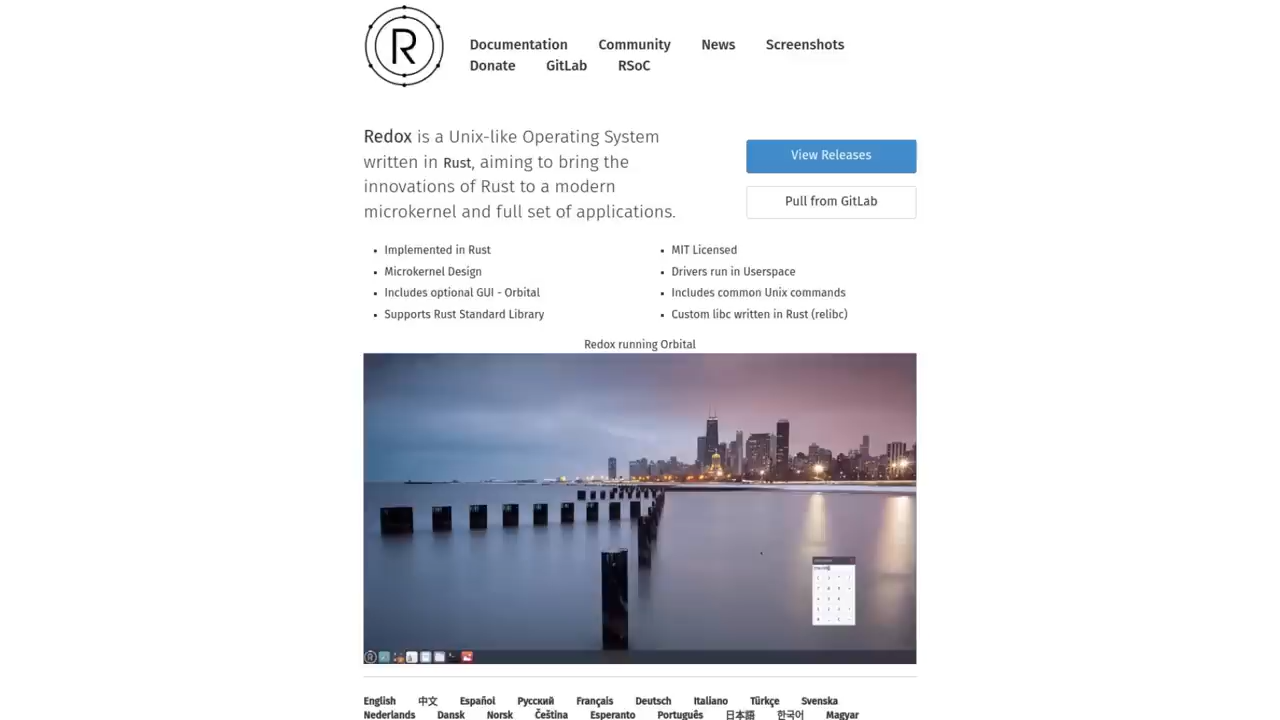 R
Documentation Community News Screenshots
Donate GitLab RSoC
Redox is a Unix-like Operating System
written in Rust, aiming to bring the
innovations of Rust to a modern
microkernel and full set of applications.
View Releases
Pull from GitLab
Implemented in Rust
Microkernel Design
Includes optional GUI - Orbital
Supports Rust Standard Library
MIT Licensed
Drivers run in Userspace
Includes common Unix commands
Custom libc written in Rust (relibc)
Redox running Orbital
English 中文 Español Русский Français Deutsch Italiano Türkçe Svenska
Nederlands Dansk Norsk Čeština Esperanto Português 日本語 한국어 Magyar